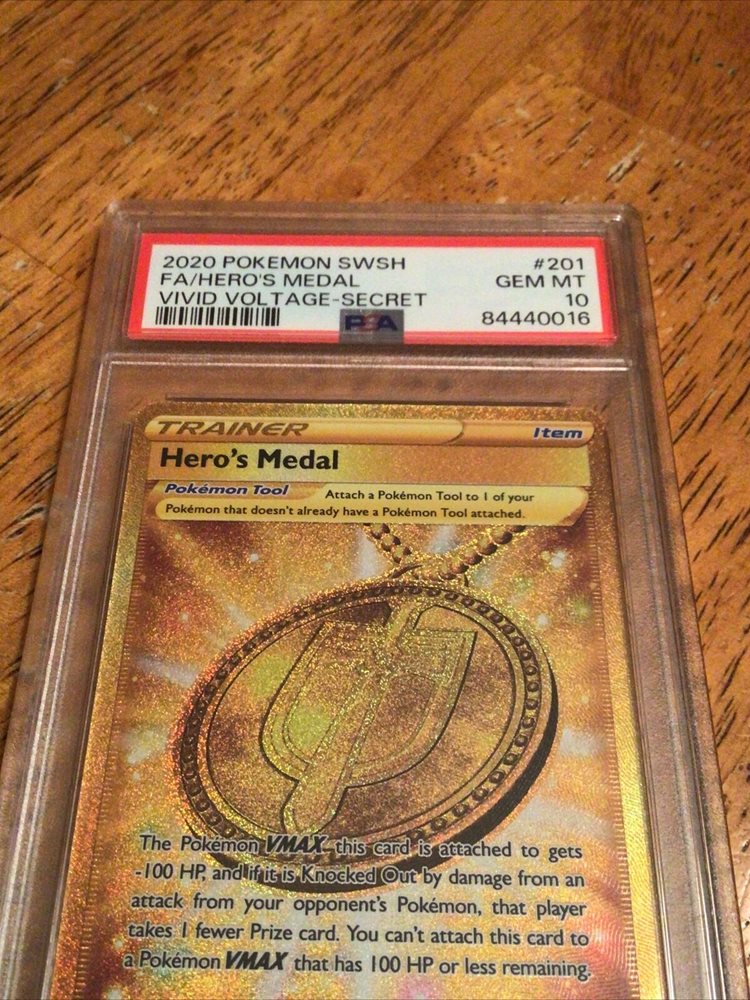 2020 POKEMON SWSH #201
FA/HERO'S MEDAL GEM MT
VIVID VOLTAGE-SECRET 10
PSA 84440016
TRAINER Item
Hero's Medal
Pokémon Tool Attach a Pokémon Tool to 1 of your
Pokémon that doesn't already have a Pokémon Tool attached.
The Pokémon VMAX this card is attached to gets
-100 HP, and if it is Knocked Out by damage from an
attack from your opponent's Pokémon, that player
takes 1 fewer Prize card. You can't attach this card to
a Pokémon VMAX that has 100 HP or less remaining.